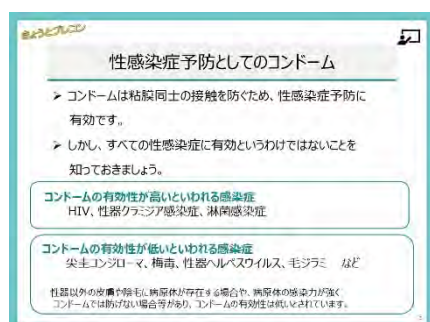 きょうとプレコン
性感染症予防としてのコンドーム
➢ コンドームは粘膜同士の接触を防ぐため、性感染症予防に
有効です。
➢ しかし、すべての性感染症に有効というわけではないことを
知っておきましょう。
コンドームの有効性が高いといわれる感染症
HIV、性器クラミジア感染症、淋菌感染症
コンドームの有効性が低いといわれる感染症
尖圭コンジローマ、梅毒、性器ヘルペスウイルス、毛ジラミ など
性器以外の皮膚や陰毛に病原体が存在する場合や、病原体の感染力が強く
コンドームでは防げない場合等があり、コンドームの有効性は低いとされています。